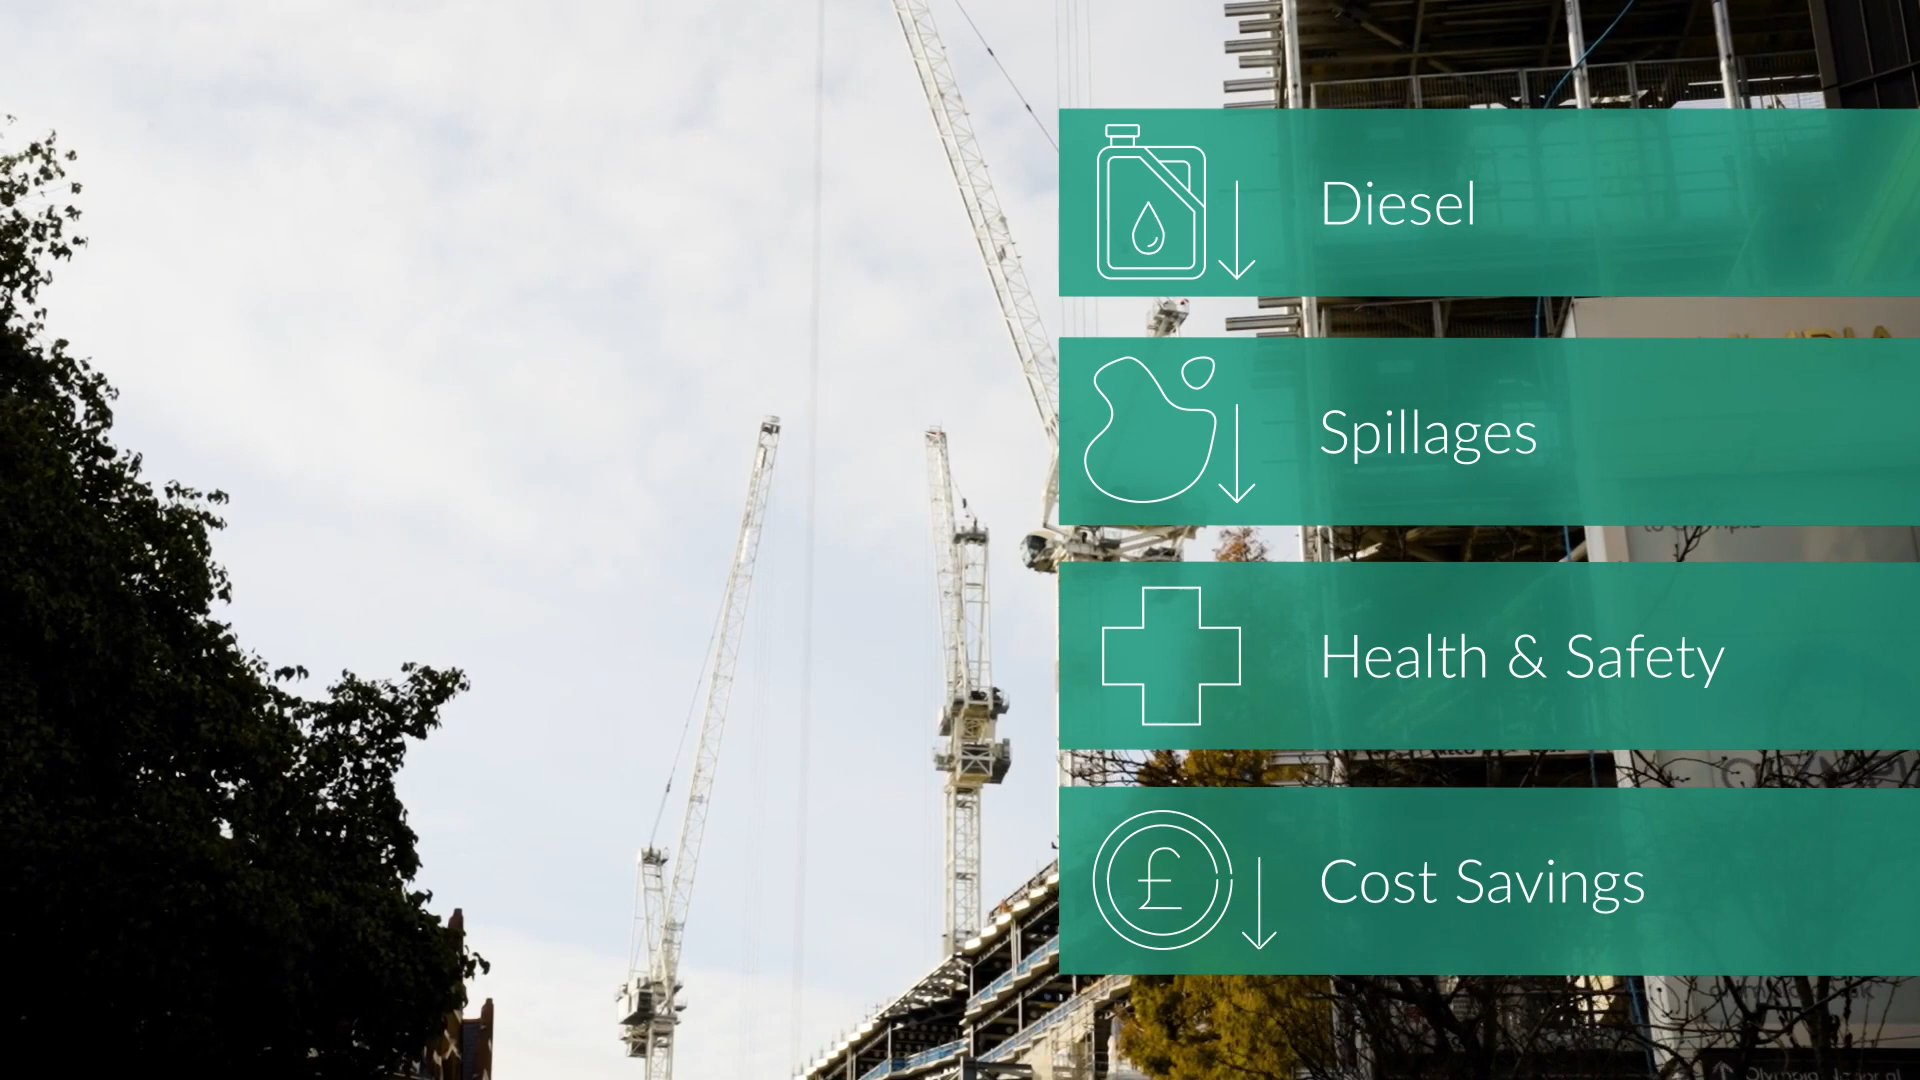 Diesel
Spillages
Health & Safety
£
Cost Savings